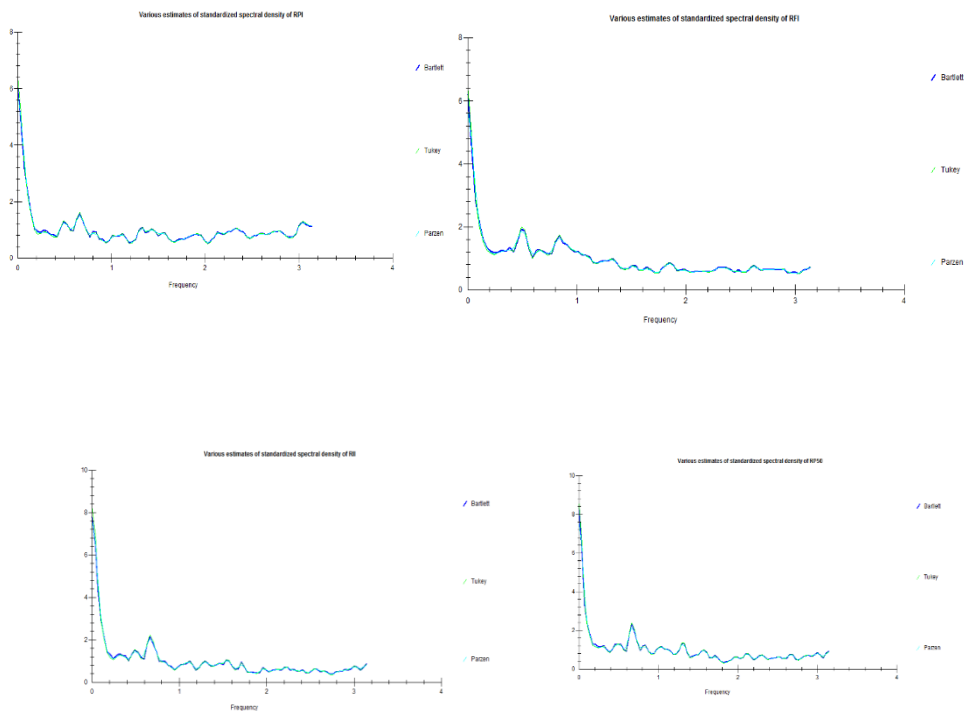 Various estimates of standardized spectral density of RPI
8
6
4
2
0
0
1
2
3
4
Frequency
Bartlett
Tukey
Parzen
Various estimates of standardized spectral density of RFI
8
6
4
2
0
0
1
2
3
4
Frequency
Bartlett
Tukey
Parzen
Various estimates of standardized spectral density of RII
10
8
6
4
2
0
0
1
2
3
4
Frequency
Bartlett
Tukey
Parzen
Various estimates of standardized spectral density of
10
8
6
4
2
0
0
1
2
3
4
Frequency
Bartlett
Tukey
Parzen